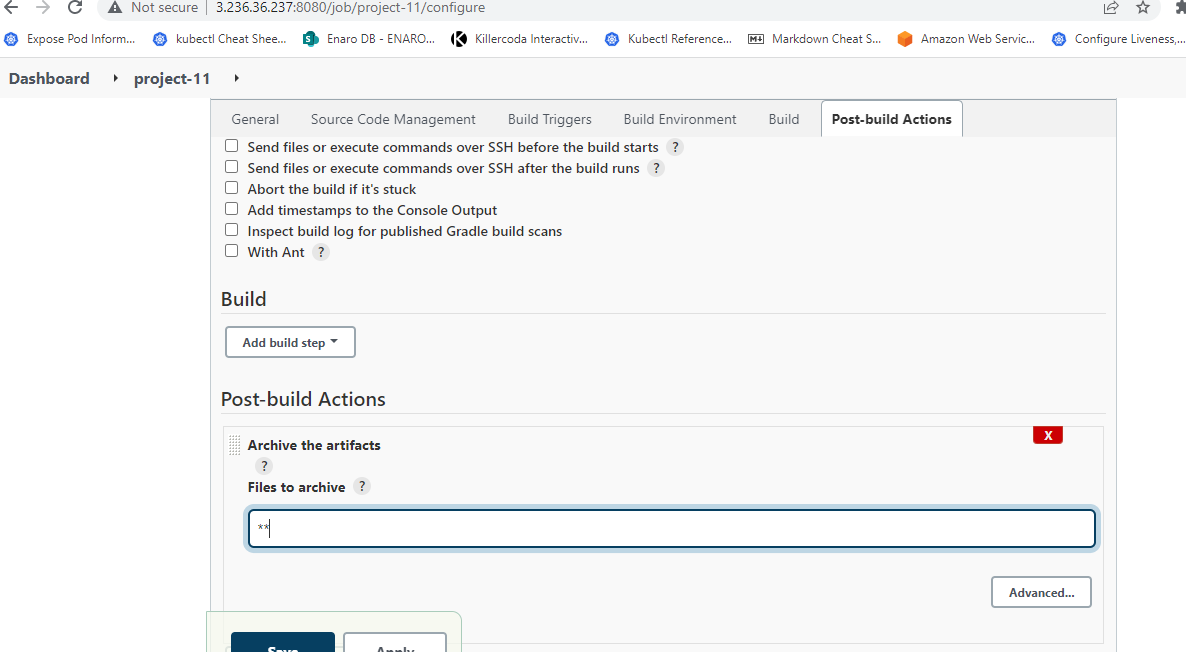 Not secure | 3.236.36.237:8080/job/project-11/configure
Expose Pod Inform... kubectl Cheat Shee... Enaro DB - ENARO... Killercoda Interactiv... Kubectl Reference... Markdown Cheat S... Amazon Web Servic... Configure Liveness,...
Dashboard project-11
General Source Code Management Build Triggers Build Environment Build Post-build Actions
Send files or execute commands over SSH before the build starts ?
Send files or execute commands over SSH after the build runs ?
Abort the build if it's stuck
Add timestamps to the Console Output
Inspect build log for published Gradle build scans
With Ant ?
Build
Add build step
Post-build Actions
X
Archive the artifacts
?
Files to archive ?
**
Advanced...
Save Apply